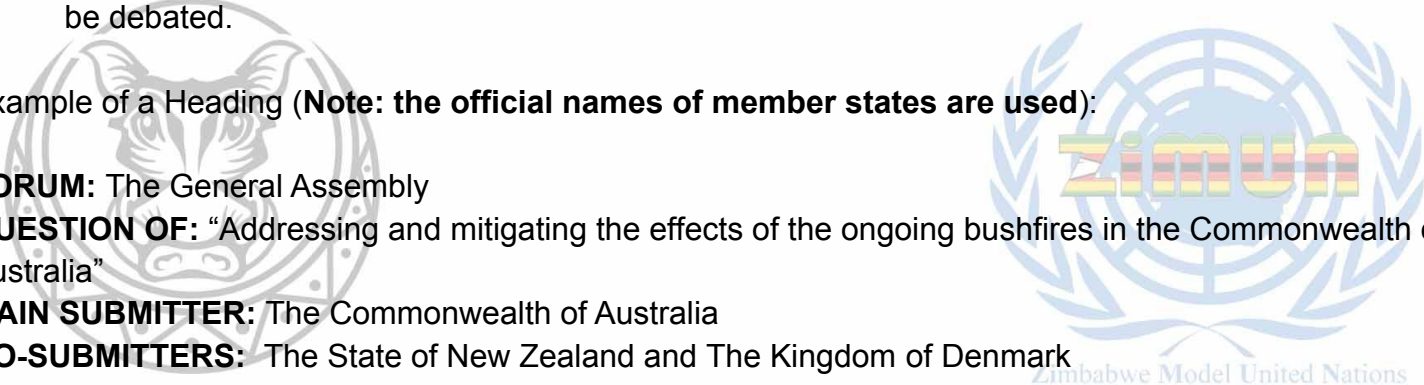 be debated.
xample of a Heading (Note: the official names of member states are used):
ORUM: The General Assembly
UESTION OF: “Addressing and mitigating the effects of the ongoing bushfires in the Commonwealth
ustralia”
AIN SUBMITTER: The Commonwealth of Australia
O-SUBMITTERS: The State of New Zealand and The Kingdom of Denmark
ZIMUN
Zimbabwe Model United Nations